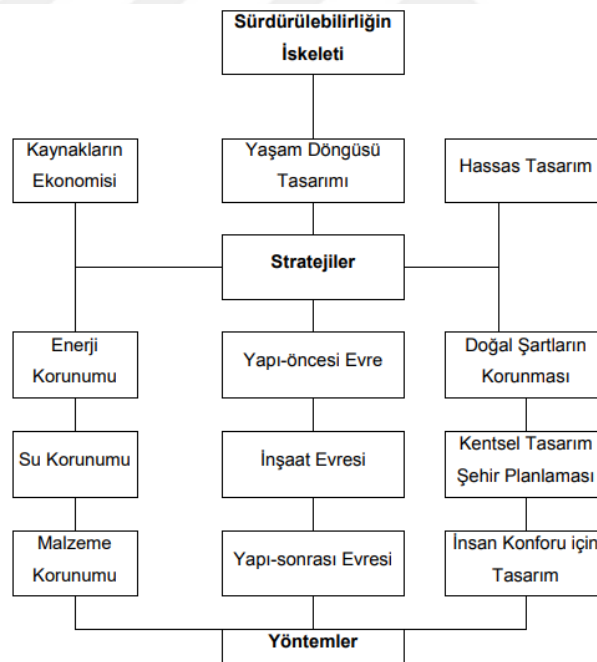 Sürdürülebilirliğin
İskeleti
Kaynakların
Ekonomisi
Yaşam Döngüsü
Tasarımı
Hassas Tasarım
Stratejiler
Enerji
Korunumu
Yapı-öncesi Evre
Doğal Şartların
Korunması
Su Korunumu
İnşaat Evresi
Kentsel Tasarım
Şehir Planlaması
Malzeme
Korunumu
Yapı-sonrası Evresi
İnsan Konforu için
Tasarım
Yöntemler